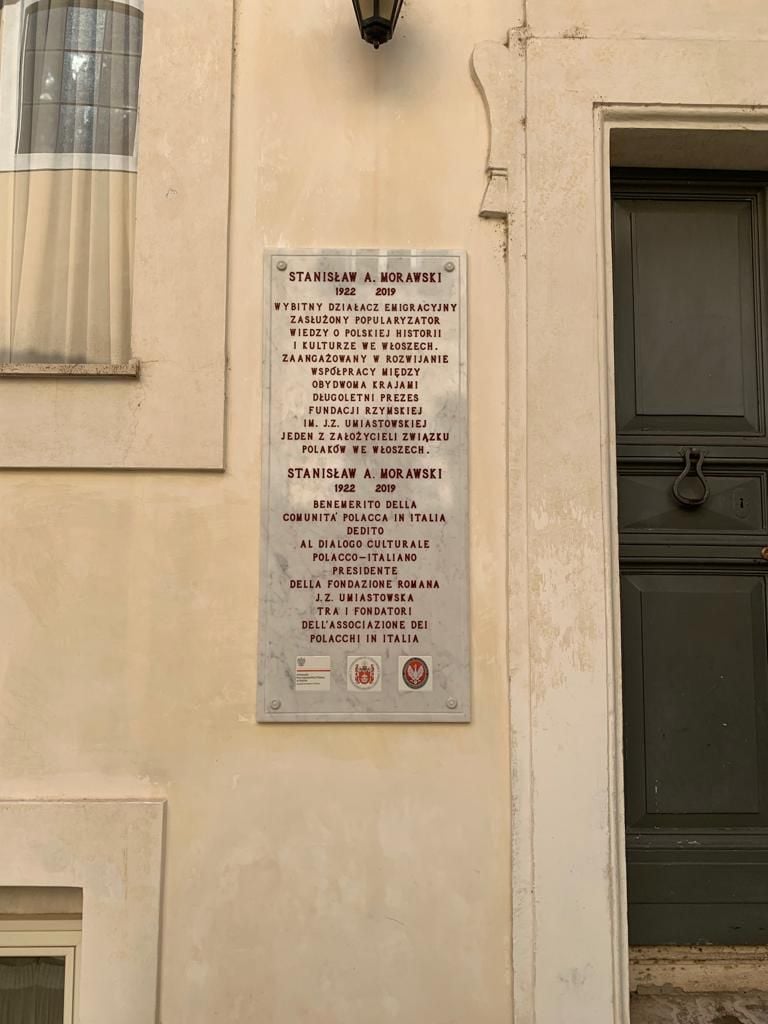 STANISŁAW A. MORAWSKI
1922 2019
WYBITNY DZIAŁACZ EMIGRACYJNY
ZASŁUŻONY POPULARYZATOR
WIEDZY O POLSKIEJ HISTORII
I KULTURZE WE WŁOSZECH.
ZAANGAŻOWANY W ROZWIJANIE
WSPÓŁPRACY MIĘDZY
OBYDWOMA KRAJAMI
DŁUGOLETNI PREZES
FUNDACJI RZYMSKIEJ
IM. J.Z. UMIASTOWSKIEJ
JEDEN Z ZAŁOŻYCIELI ZWIĄZKU
POLAKÓW WE WŁOSZECH.
STANISŁAW A. MORAWSKI
1922 2019
BENEMERITO DELLA
COMUNITA' POLACCA IN ITALIA
DEDITO
AL DIALOGO CULTURALE
POLACCO-ITALIANO
PRESIDENTE
DELLA FONDAZIONE ROMANA
J.Z. UMIASTOWSKA
TRA I FONDATORI
DELL'ASSOCIAZIONE DEI
POLACCHI IN ITALIA